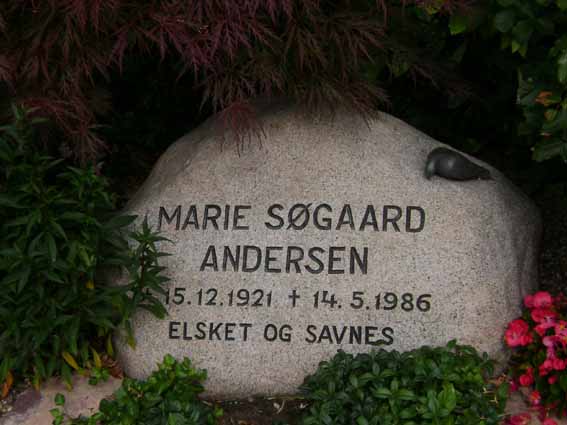 MARIE SØGAARD
ANDERSEN
15.12.1921 † 14.5.1986
ELSKET OG SAVNES